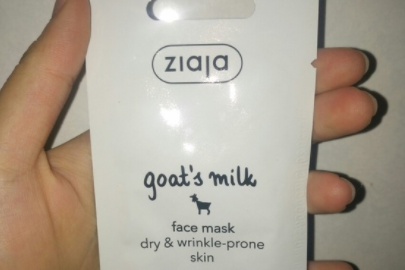 ziaja
goat's milk
face mask
dry & wrinkle-prone
skin